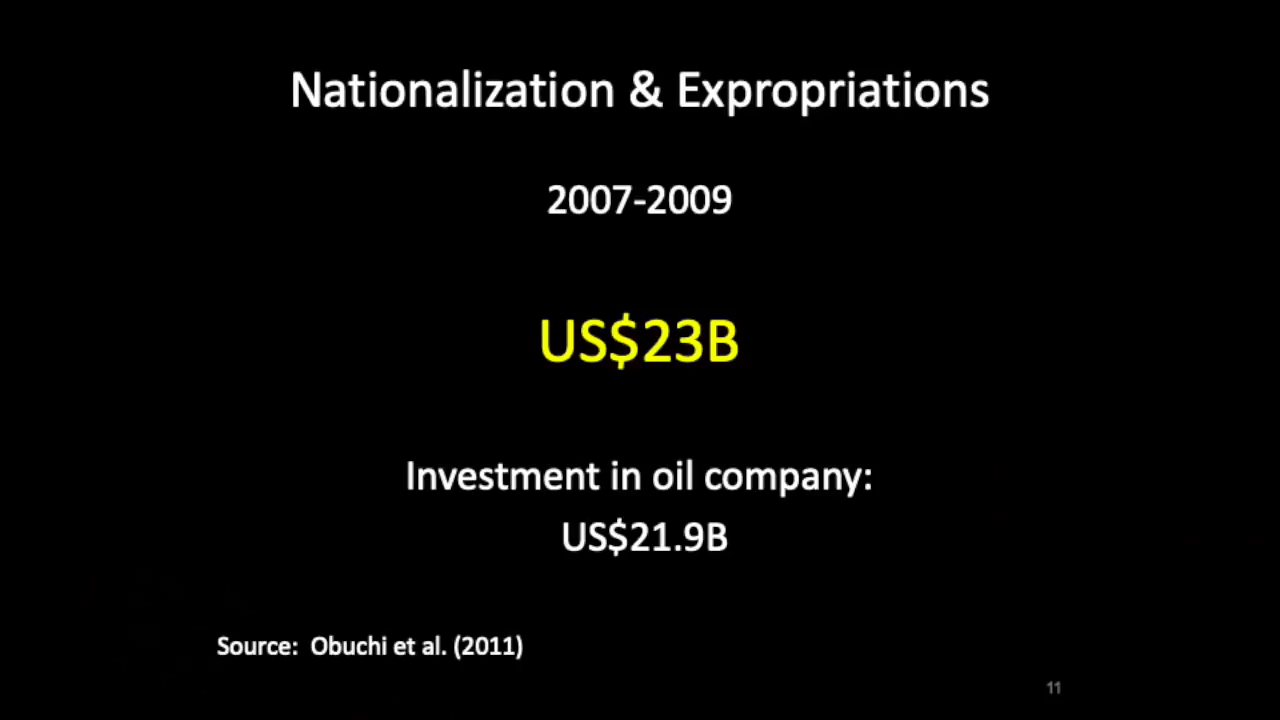 Nationalization & Expropriations
2007-2009
US$23B
Investment in oil company:
US$21.9B
Source: Obuchi et al. (2011)
11